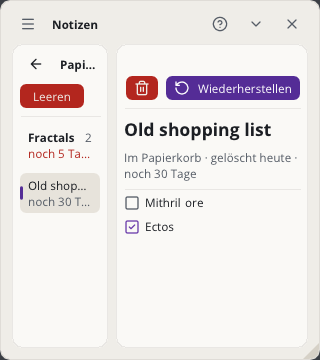 Notizen
Papi...
Leeren
Fractals 2
noch 5 Ta...
Old shop...
noch 30 T...
Wiederherstellen
Old shopping list
Im Papierkorb · gelöscht heute ·
noch 30 Tage
Mithril ore
Ectos